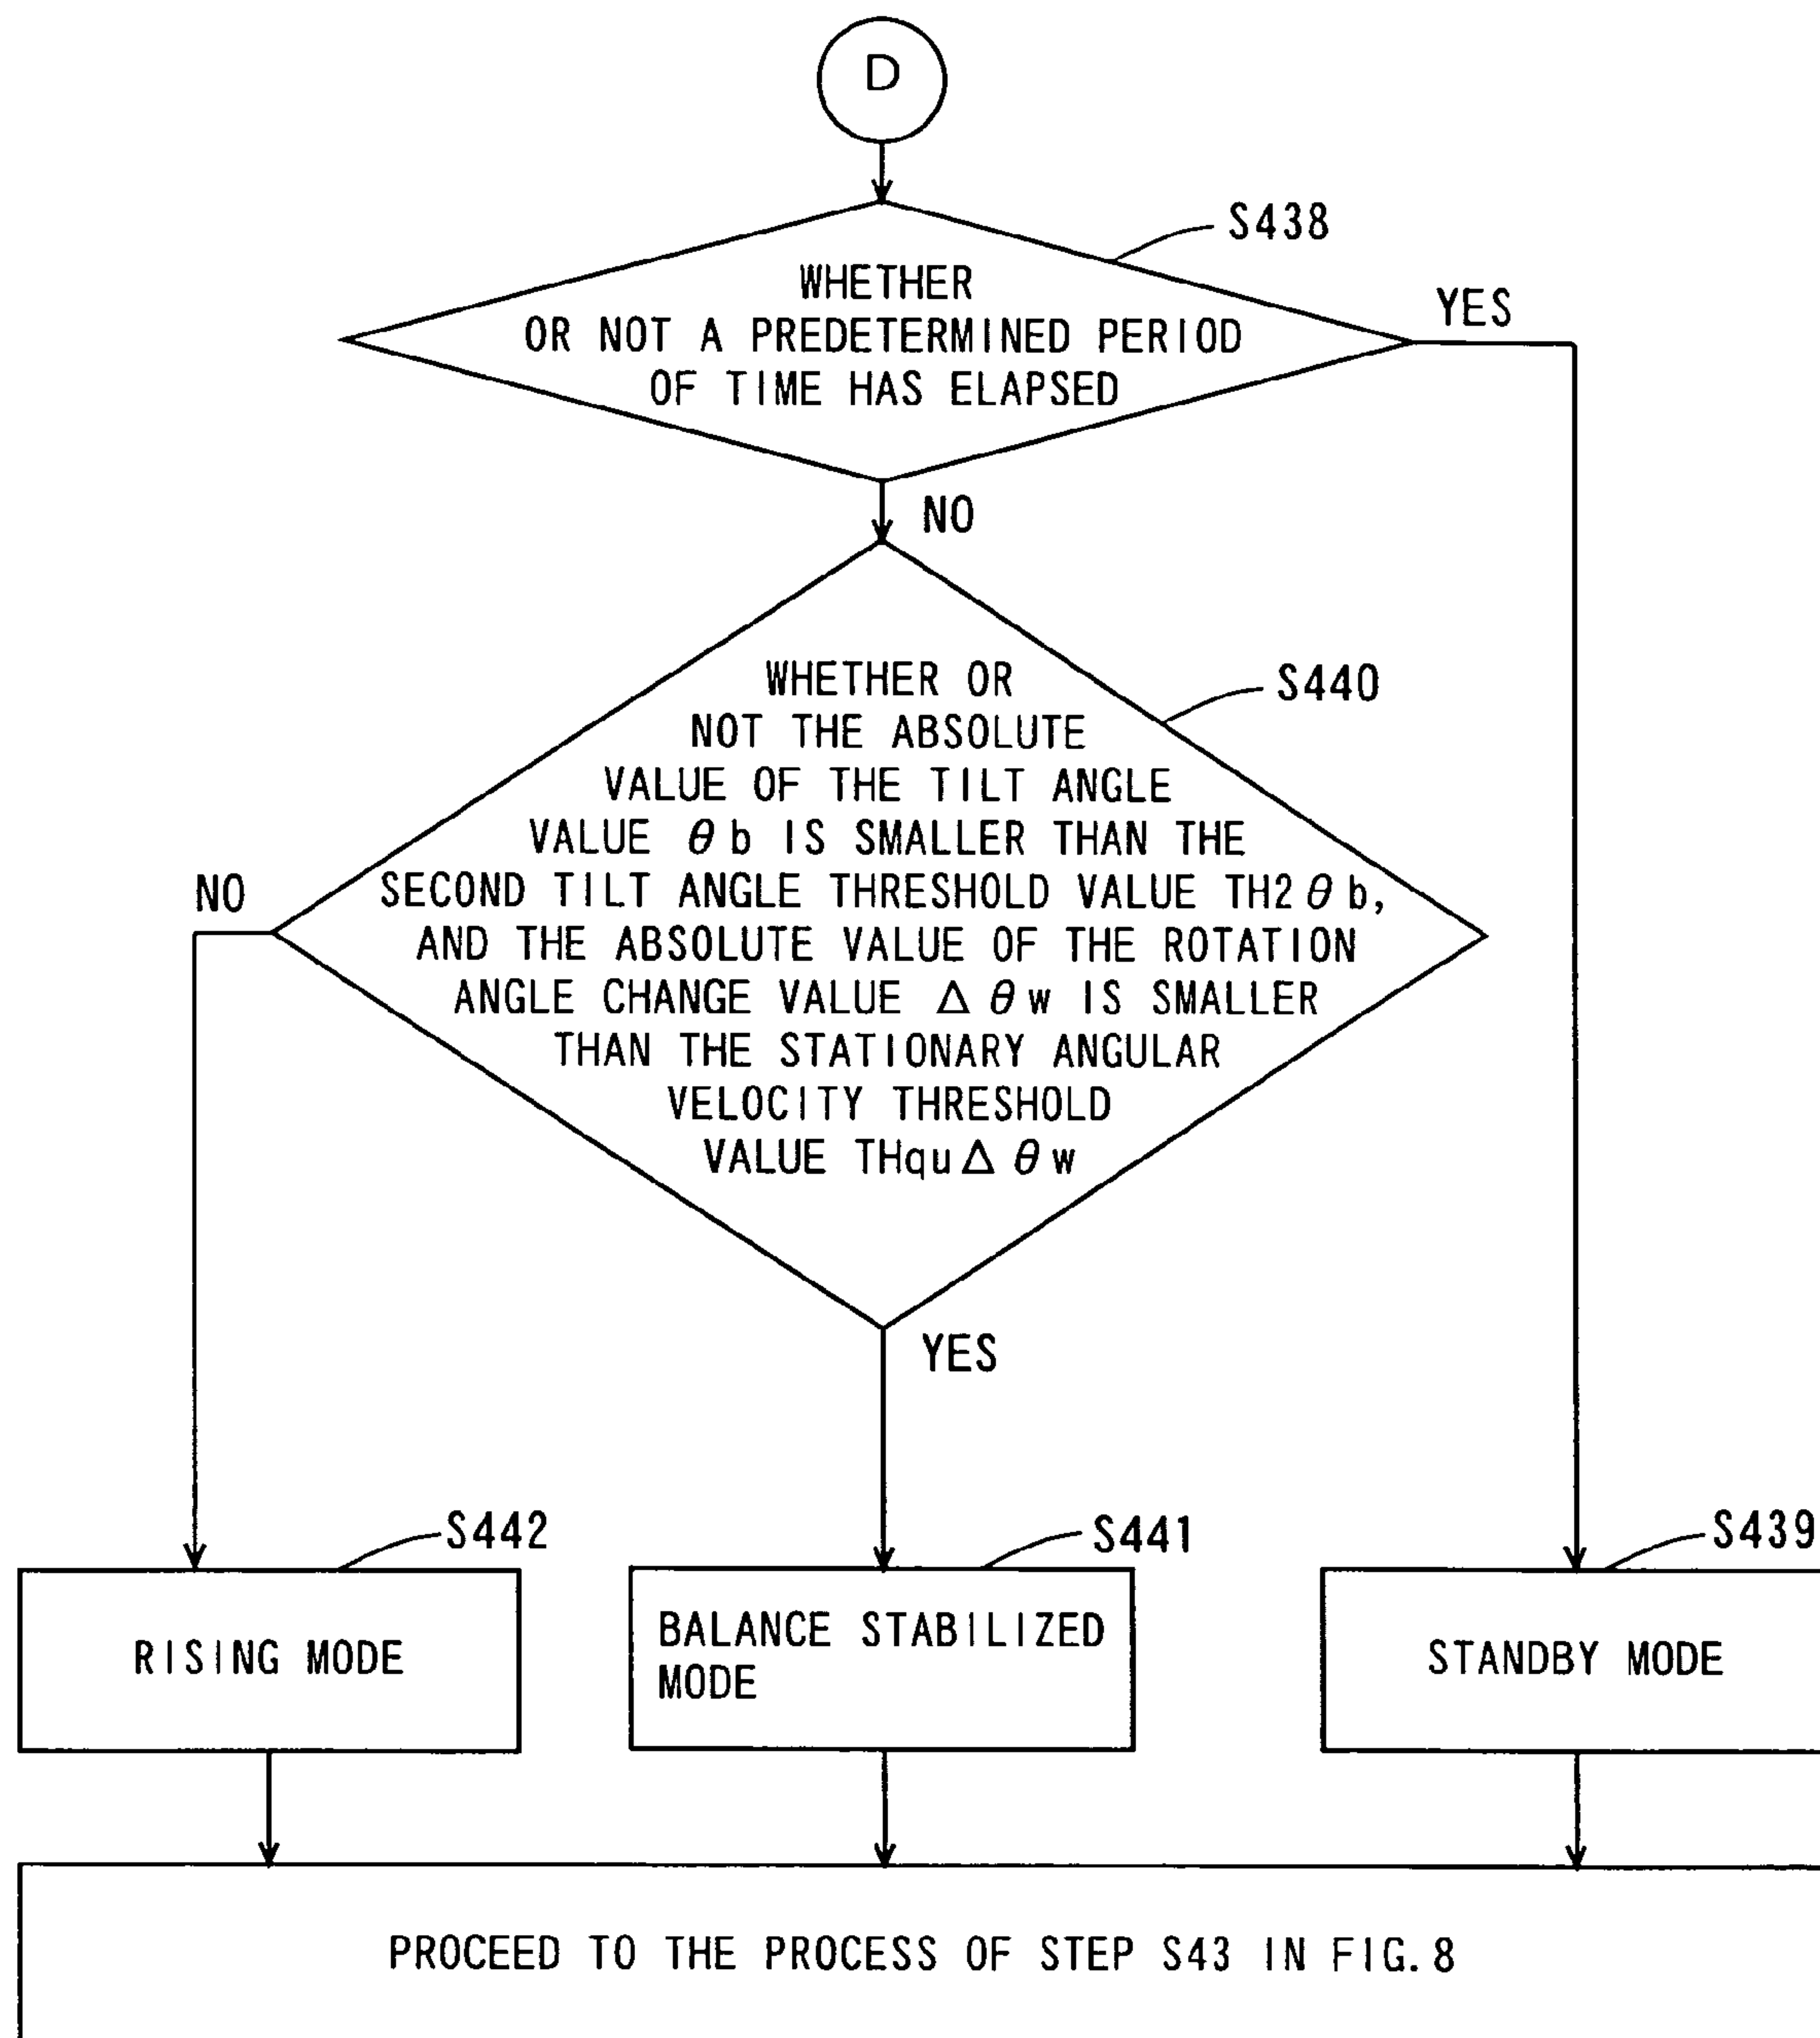 D
S438
WHETHER
OR NOT A PREDETERMINED PERIOD
OF TIME HAS ELAPSED
YES
NO
S440
WHETHER OR
NOT THE ABSOLUTE
VALUE OF THE TILT ANGLE
VALUE θb IS SMALLER THAN THE
SECOND TILT ANGLE THRESHOLD VALUE TH2θb,
AND THE ABSOLUTE VALUE OF THE ROTATION
ANGLE CHANGE VALUE Δθw IS SMALLER
THAN THE STATIONARY ANGULAR
VELOCITY THRESHOLD
VALUE THquΔθw
NO
YES
S442
RISING MODE
S441
BALANCE STABILIZED
MODE
S439
STANDBY MODE
PROCEED TO THE PROCESS OF STEP S43 IN FIG.8